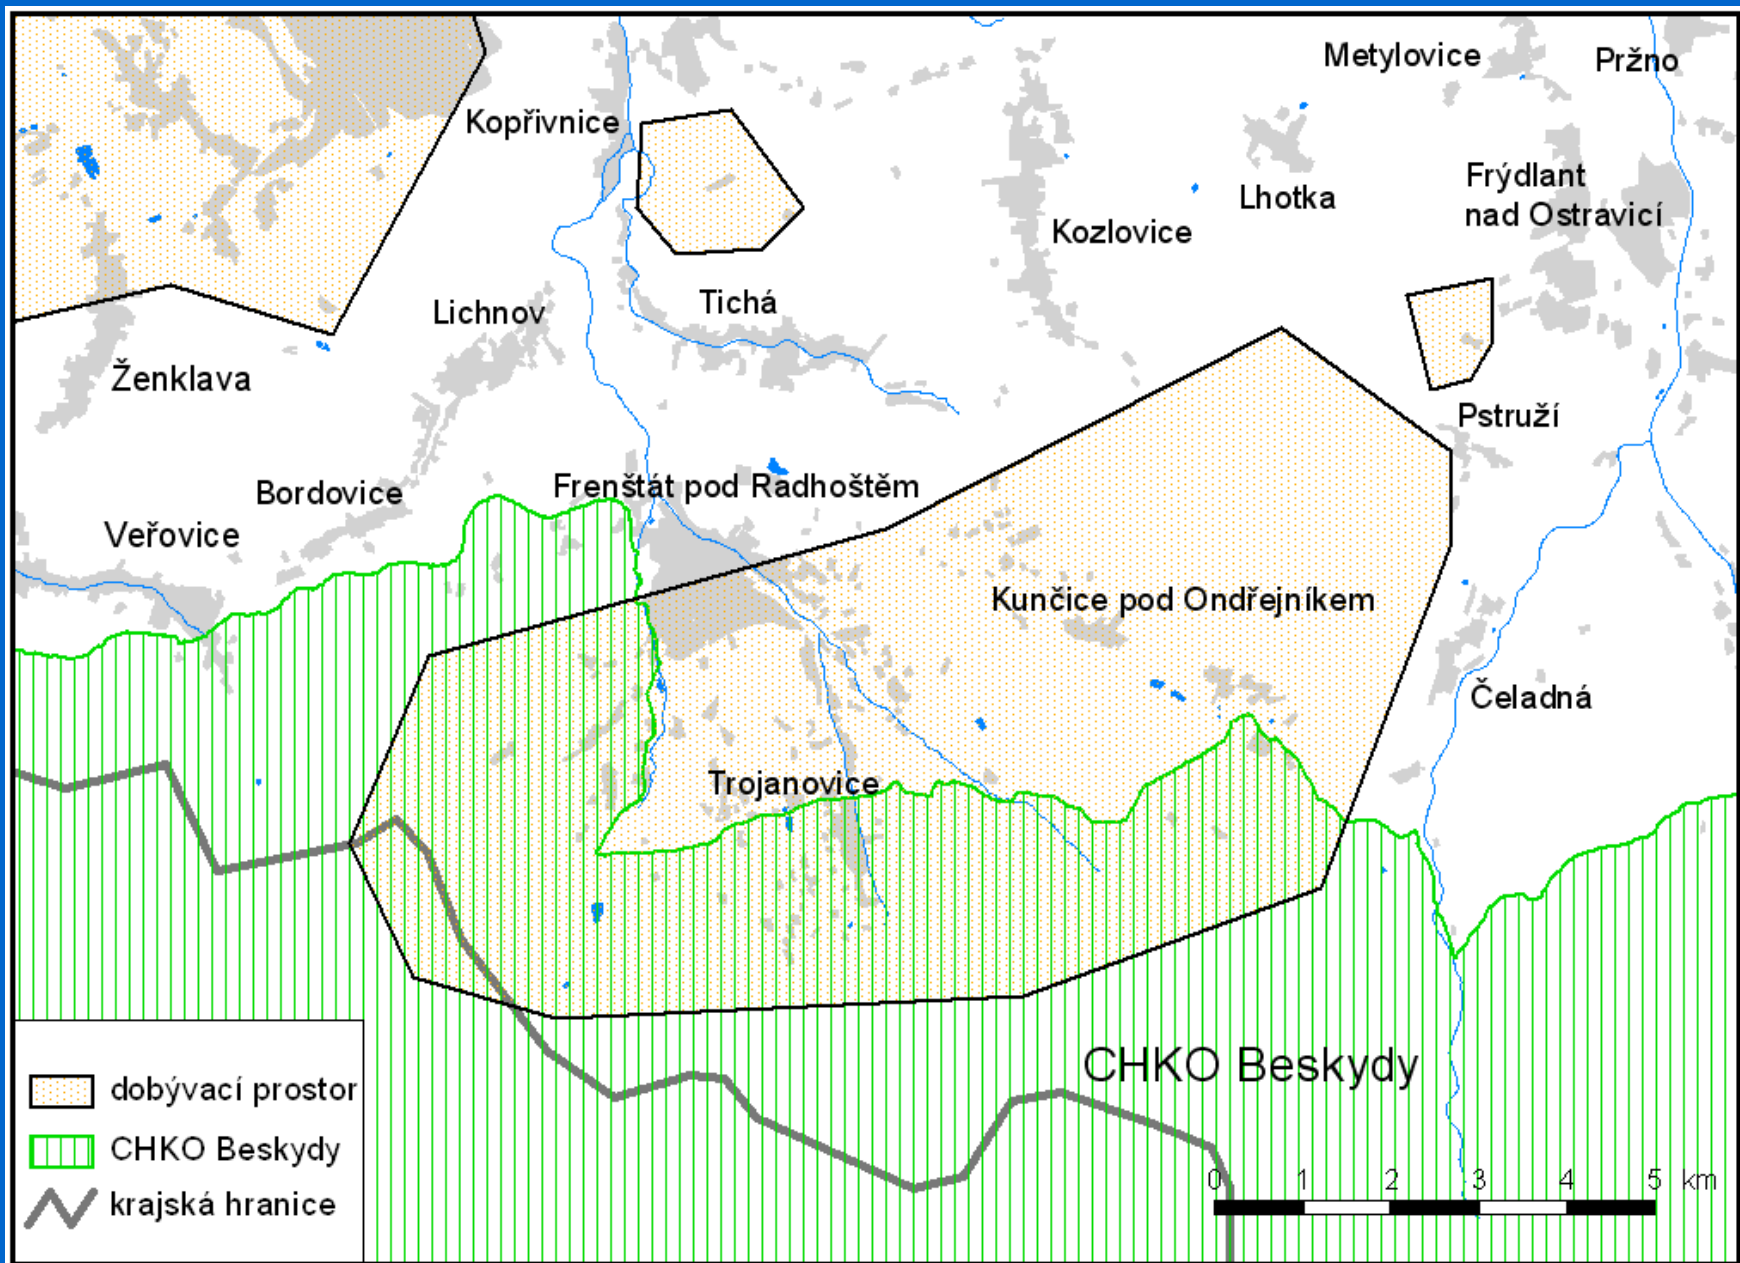 Metylovice
Pržno
Kopřivnice
Frýdlant
nad Ostravicí
Lhotka
Kozlovice
Tichá
Lichnov
Ženklava
Pstruží
Frenštát pod Radhoštěm
Bordovice
Veřovice
Kunčice pod Ondřejníkem
Čeladná
Trojanovice
CHKO Beskydy
dobývací prostor
CHKO Beskydy
krajská hranice
0 1 2 3 4 5 km